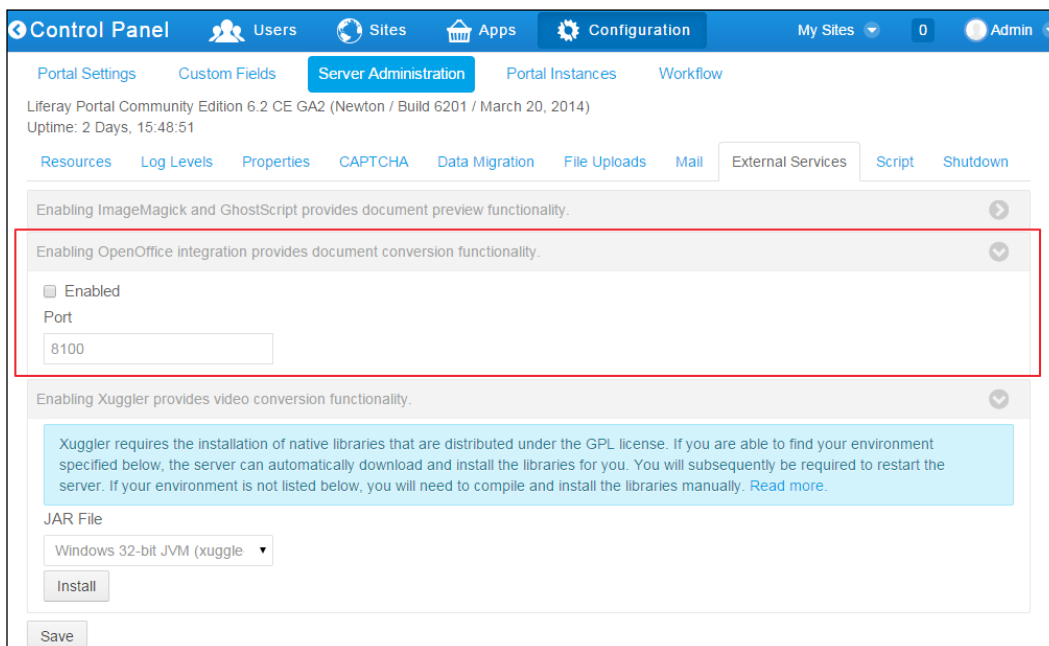 Control Panel Users Sites Apps Configuration My Sites 0 Admin
Portal Settings Custom Fields Server Administration Portal Instances Workflow
Liferay Portal Community Edition 6.2 CE GA2 (Newton / Build 6201 / March 20, 2014)
Uptime: 2 Days, 15:48:51
Resources Log Levels Properties CAPTCHA Data Migration File Uploads Mail External Services Script Shutdown
Enabling ImageMagick and GhostScript provides document preview functionality.
Enabling OpenOffice integration provides document conversion functionality.
Enabled
Port
8100
Enabling Xuggler provides video conversion functionality.
Xuggler requires the installation of native libraries that are distributed under the GPL license. If you are able to find your environment
specified below, the server can automatically download and install the libraries for you. You will subsequently be required to restart the
server. If your environment is not listed below, you will need to compile and install the libraries manually. Read more.
JAR File
Windows 32-bit JVM (xuggle
Install
Save